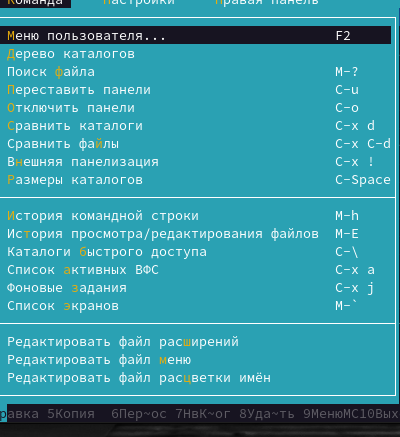 Команда Настройки Правая панель
Меню пользователя... F2
Дерево каталогов
Поиск файла M-?
Переставить панели C-u
Отключить панели C-o
Сравнить каталоги C-x d
Сравнить файлы C-x C-d
Внешняя панелизация C-x !
Размеры каталогов C-Space
История командной строки M-h
История просмотра/редактирования файлов M-E
Каталоги быстрого доступа C-\
Список активных ВФС C-x a
Фоновые задания C-x j
Список экранов M-`
Редактировать файл расширений
Редактировать файл меню
Редактировать файл расцветки имён
равка 5Копия 6Пер~ос 7НвК~ог 8Уда~ть 9МенюMC10Вых